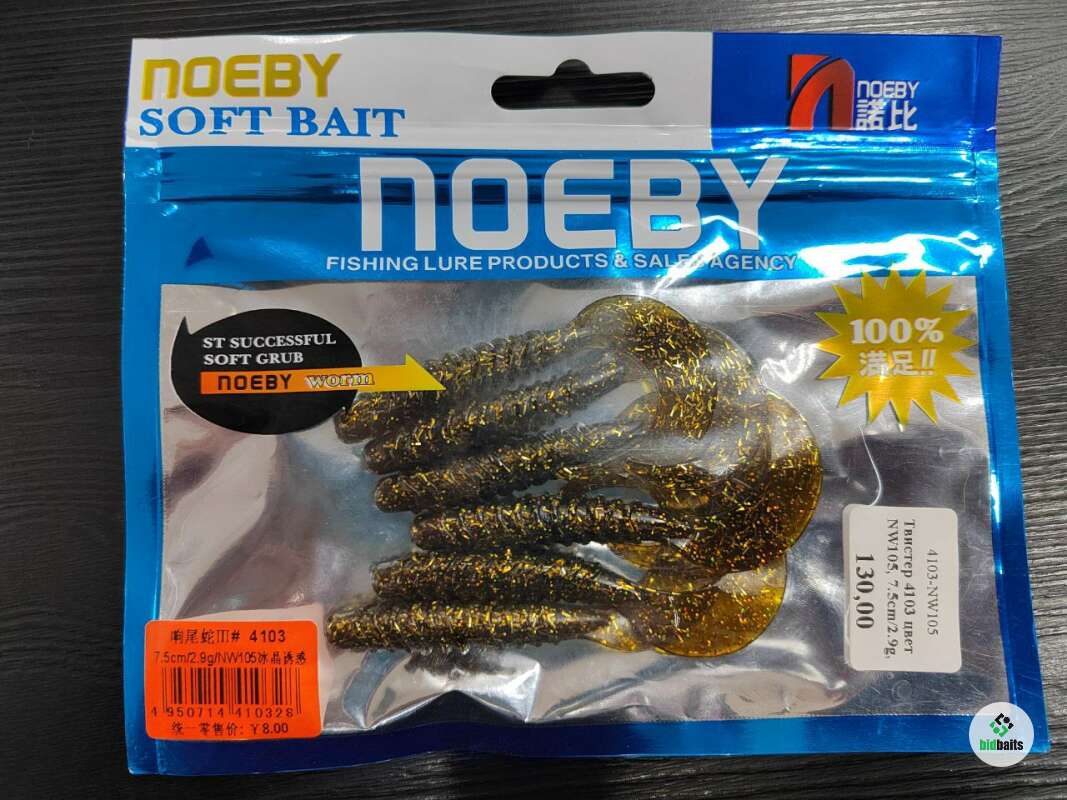 NOEBY
SOFT BAIT
NOEBY
諾比
NOEBY
FISHING LURE PRODUCTS & SALES AGENCY
ST SUCCESSFUL
SOFT GRUB
NOEBY worm
100%
満足!!
4103-NW105
Твистер 4103 цвет
NW105, 7.5cm/2.9g,
130,00
响尾蛇III# 4103
7.5cm/2.9g/NW105冰晶诱惑
4 950714 410328
统一零售价:￥8.00
bidbaits